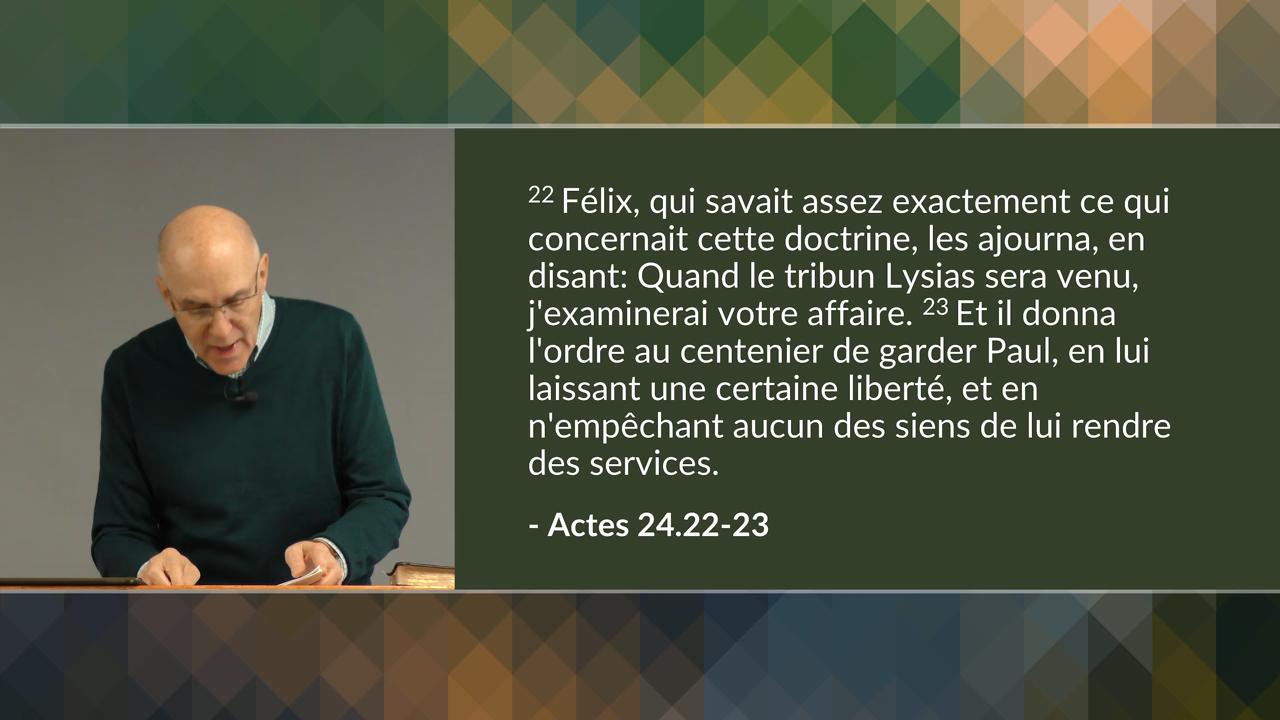 22 Félix, qui savait assez exactement ce qui
concernait cette doctrine, les ajourna, en
disant: Quand le tribun Lysias sera venu,
j'examinerai votre affaire. 23 Et il donna
l'ordre au centenier de garder Paul, en lui
laissant une certaine liberté, et en
n'empêchant aucun des siens de lui rendre
des services.
- Actes 24.22-23